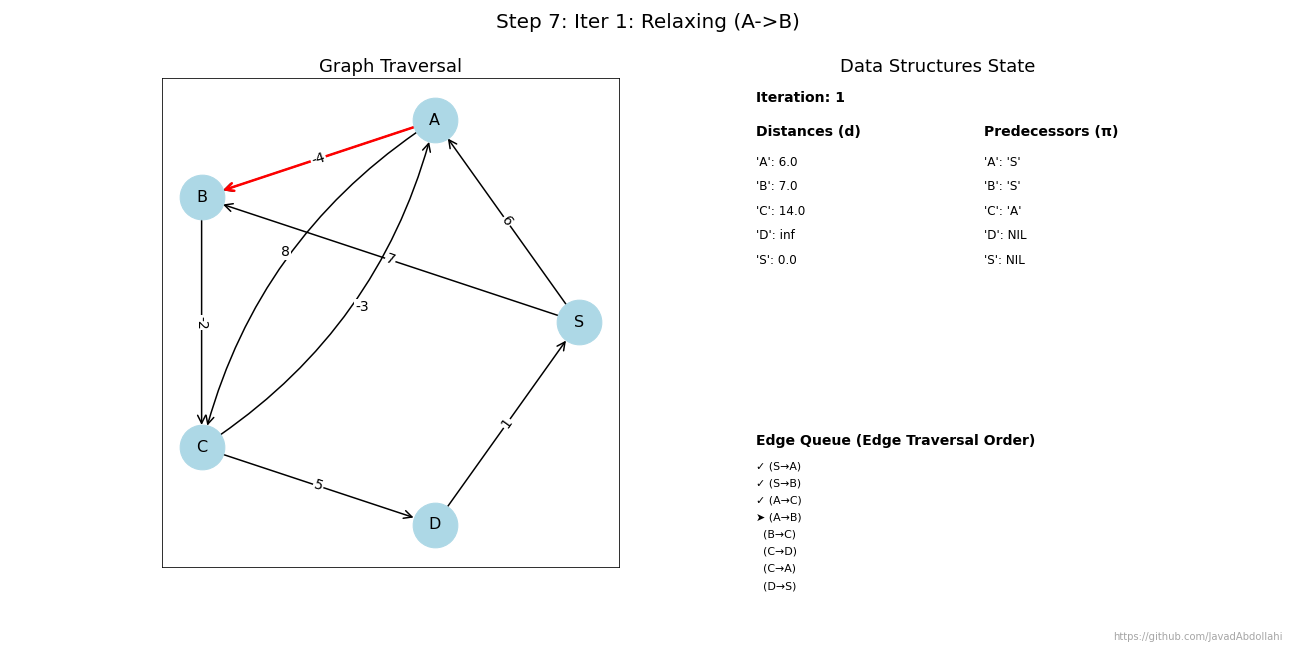 Step 7: Iter 1: Relaxing (A->B)
Graph Traversal
A
B
C
D
S
-4
8
-3
7
6
-2
5
1
Data Structures State
Iteration: 1
Distances (d)
'A': 6.0
'B': 7.0
'C': 14.0
'D': inf
'S': 0.0
Predecessors (π)
'A': 'S'
'B': 'S'
'C': 'A'
'D': NIL
'S': NIL
Edge Queue (Edge Traversal Order)
✓ (S→A)
✓ (S→B)
✓ (A→C)
➤ (A→B)
(B→C)
(C→D)
(C→A)
(D→S)
https://github.com/JavadAbdollahi